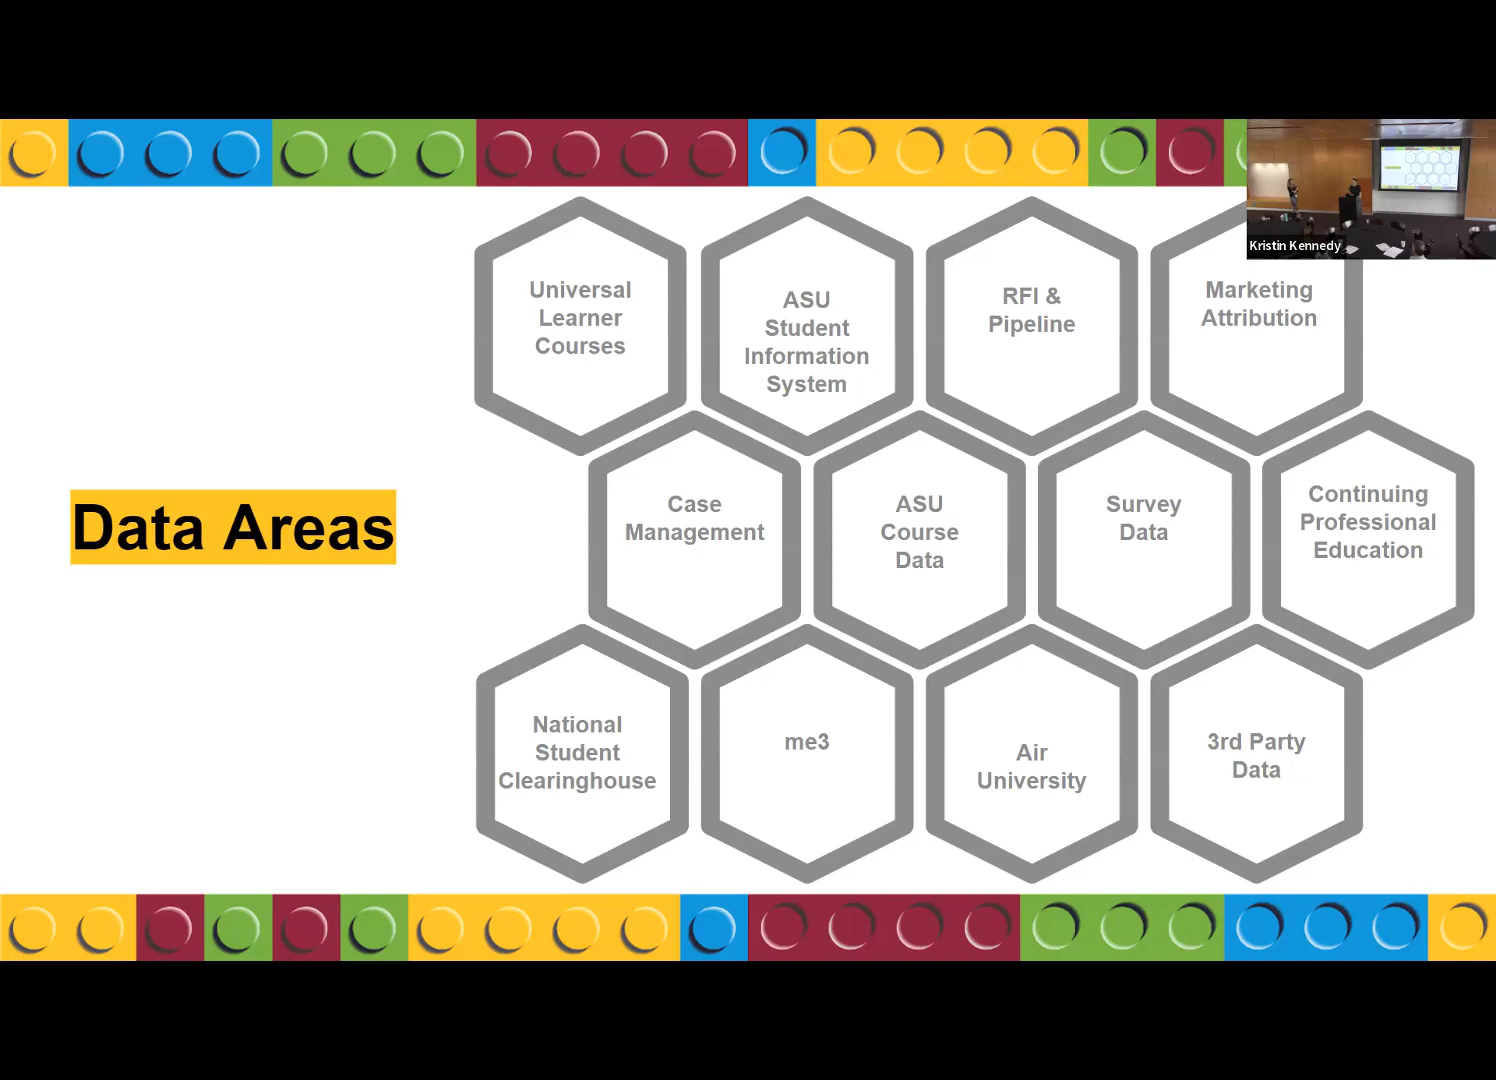 Kristin Kennedy
Universal
Learner
Courses
ASU
Student
Information
System
RFI &
Pipeline
Marketing
Attribution
Data Areas
Case
Management
ASU
Course
Data
Survey
Data
Continuing
Professional
Education
National
Student
Clearinghouse
me3
Air
University
3rd Party
Data